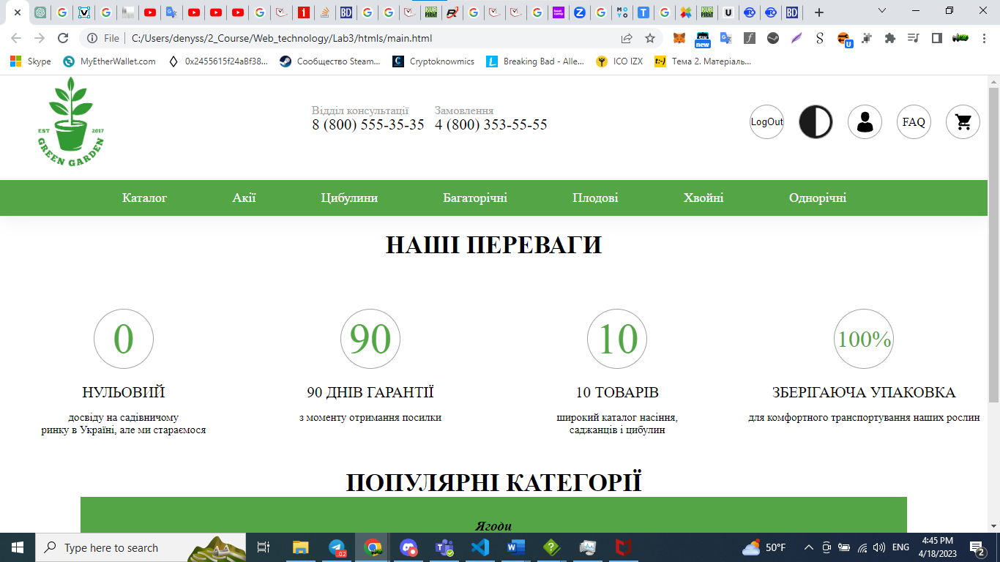 File
C:/Users/denyss/2_Course/Web_technology/Lab3/htmls/main.html
new
U
Skype
MyEtherWallet.com
0x2455615f24aBf38...
Сообщество Steam...
Cryptoknowmics
Breaking Bad - Alle...
ICO IZX
Тема 2. Матеріаль...
EST 2017
GREEN GARDEN
Відділ консультації
8 (800) 555-35-35
Замовлення
4 (800) 353-55-55
LogOut
FAQ
Каталог
Акії
Цибулини
Багаторічні
Плодові
Хвойні
Однорічні
НАШІ ПЕРЕВАГИ
0
90
10
100%
НУЛЬОВИЙ
90 ДНІВ ГАРАНТІЇ
10 ТОВАРІВ
ЗБЕРІГАЮЧА УПАКОВКА
досвіду на садівничому
ринку в Україні, але ми стараємося
з моменту отримання посилки
широкий каталог насіння,
саджанців і цибулин
для комфортного транспортування наших рослин
ПОПУЛЯРНІ КАТЕГОРІЇ
Ягоди
Type here to search
50°F
ENG
4:45 PM
4/18/2023
2